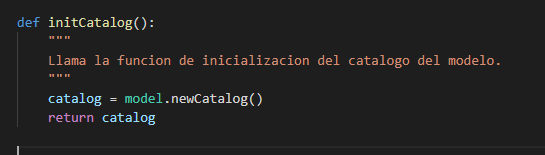 def initCatalog():
    """
    Llama la funcion de inicializacion del catalogo del modelo.
    """
    catalog = model.newCatalog()
    return catalog